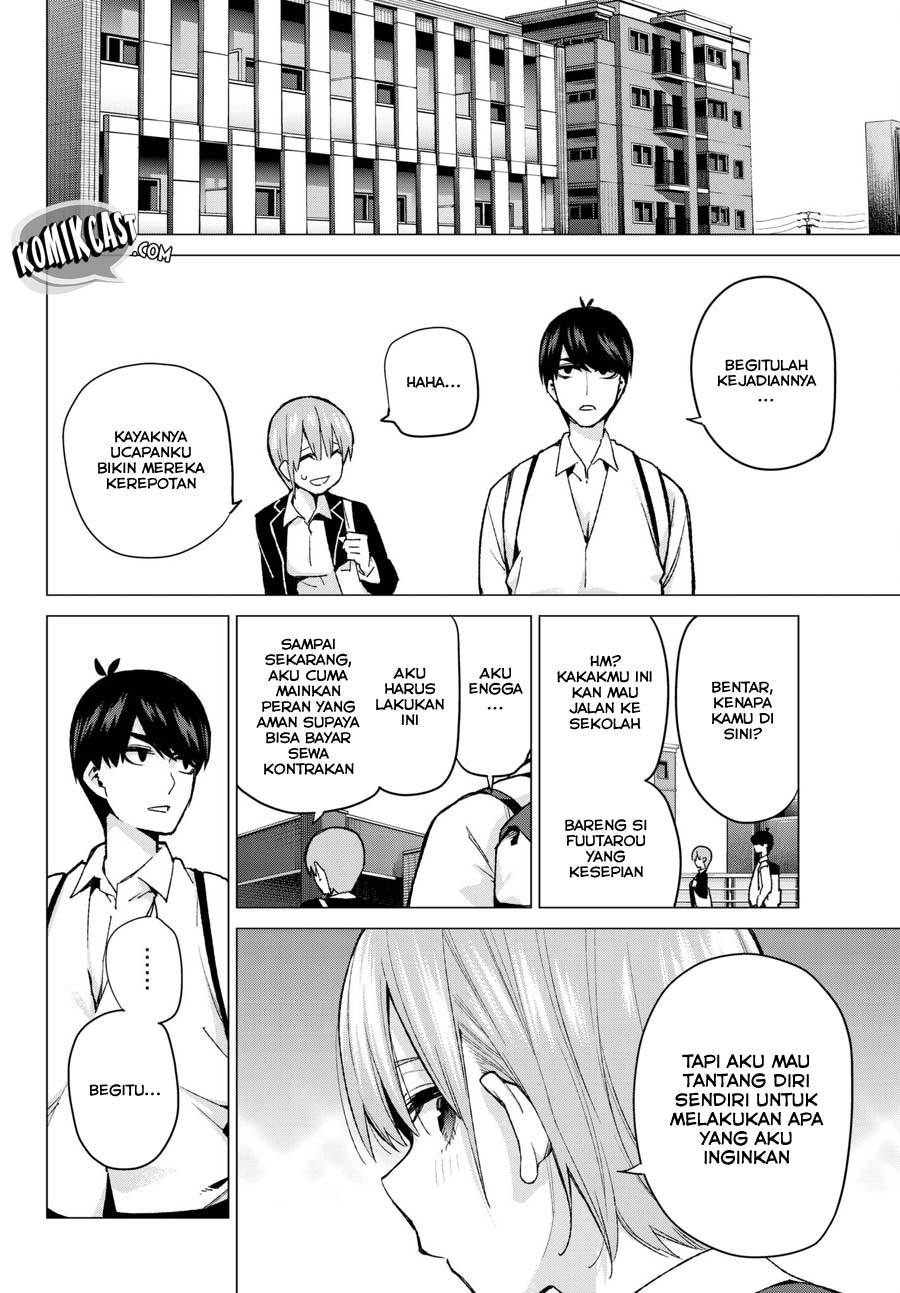 KOMIKCAST
.COM
BEGITULAH
KEJADIANNYA
...
HAHA...
KAYAKNYA
UCAPANKU
BIKIN MEREKA
KEREPOTAN
BENTAR,
KENAPA
KAMU DI
SINI?
HM?
KAKAKMU INI
KAN MAU
JALAN KE
SEKOLAH
BARENG SI
FUUTAROU
YANG
KESEPIAN
AKU
ENGGA
...
AKU
HARUS
LAKUKAN
INI
SAMPAI
SEKARANG,
AKU CUMA
MAINKAN
PERAN YANG
AMAN SUPAYA
BISA BAYAR
SEWA
KONTRAKAN
......
BEGITU...
TAPI AKU MAU
TANTANG DIRI
SENDIRI UNTUK
MELAKUKAN APA
YANG AKU
INGINKAN